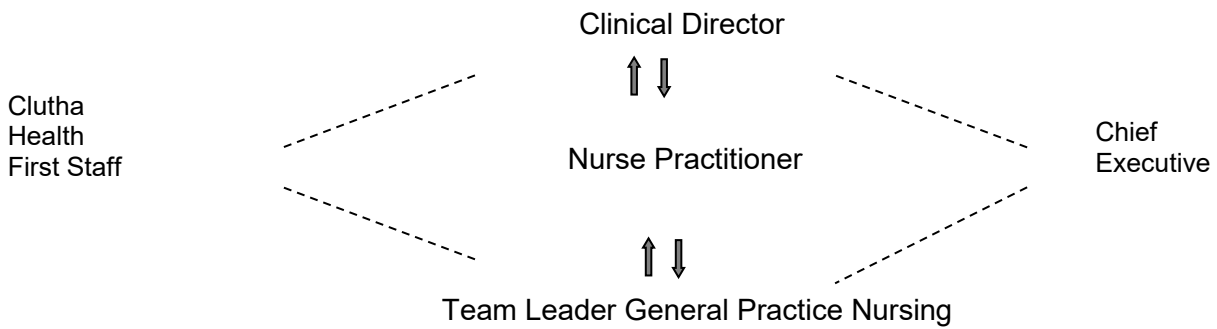 Clinical Director
Clutha
Health
First Staff
Nurse Practitioner
Chief
Executive
Team Leader General Practice Nursing